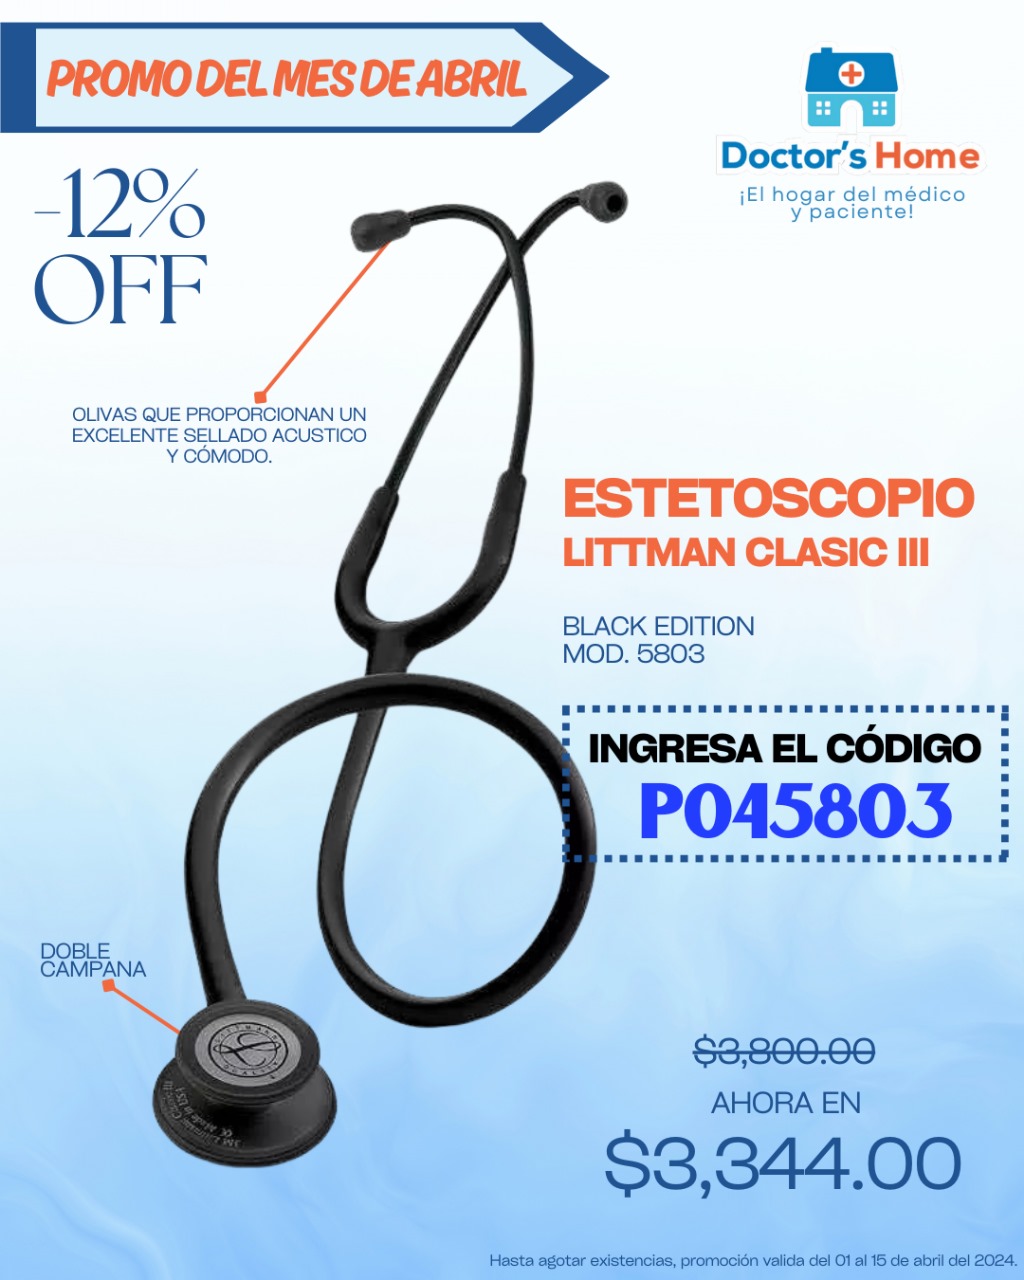 PROMO DEL MES DE ABRIL
Doctor's Home
¡El hogar del médico
y paciente!
-12%
OFF
OLIVAS QUE PROPORCIONAN UN
EXCELENTE SELLADO ACUSTICO
Y CÓMODO.
ESTETOSCOPIO
LITTMAN CLASIC III
BLACK EDITION
MOD. 5803
INGRESA EL CÓDIGO
P045803
DOBLE
CAMPANA
LITTMANN
QUALITY
$3,800.00
AHORA EN
$3,344.00
Hasta agotar existencias, promoción valida del 01 al 15 de abril del 2024.